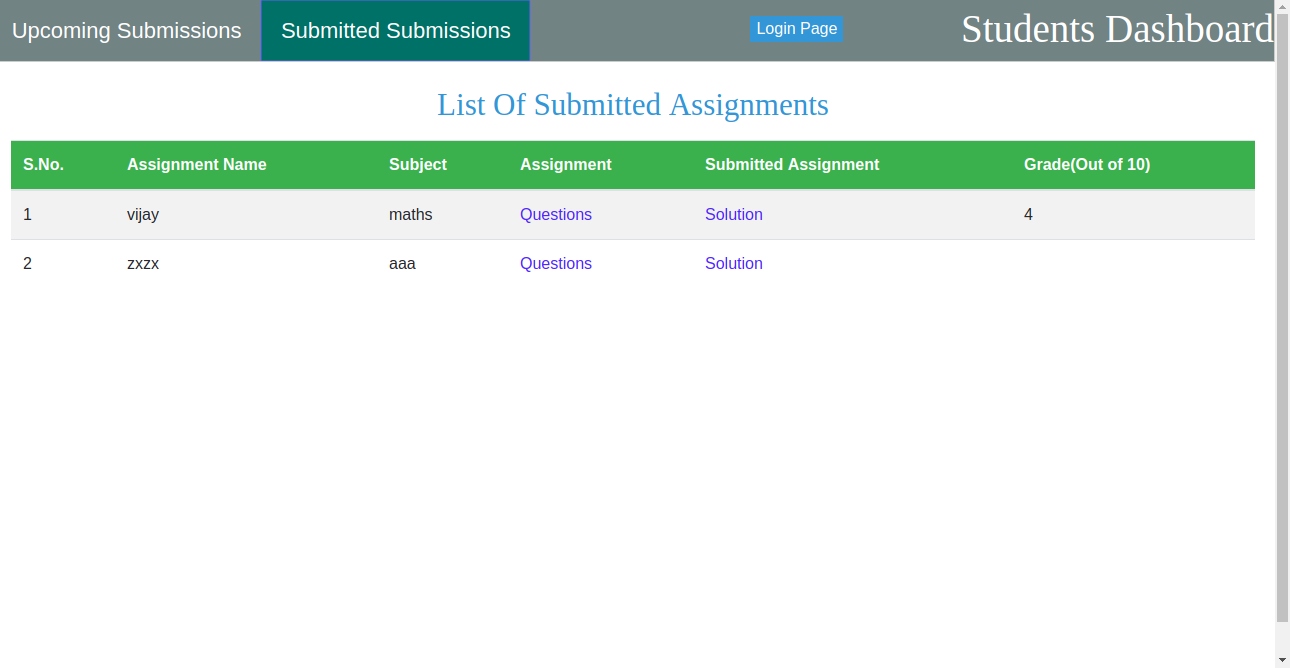 Upcoming Submissions Submitted Submissions Login Page Students Dashboard
List Of Submitted Assignments
S.No. Assignment Name Subject Assignment Submitted Assignment Grade(Out of 10)
1 vijay maths Questions Solution 4
2 zxzx aaa Questions Solution